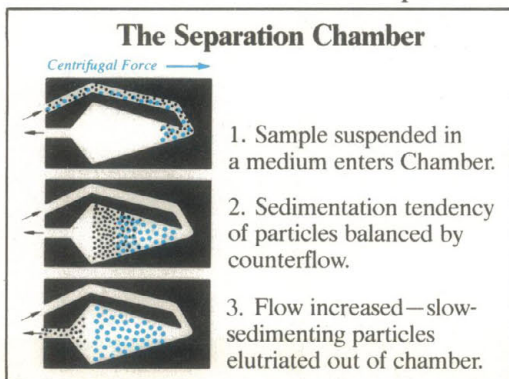 The Separation Chamber
Centrifugal Force
1. Sample suspended in
a medium enters Chamber.
2. Sedimentation tendency
of particles balanced by
counterflow.
3. Flow increased—slow-
sedimenting particles
elutriated out of chamber.